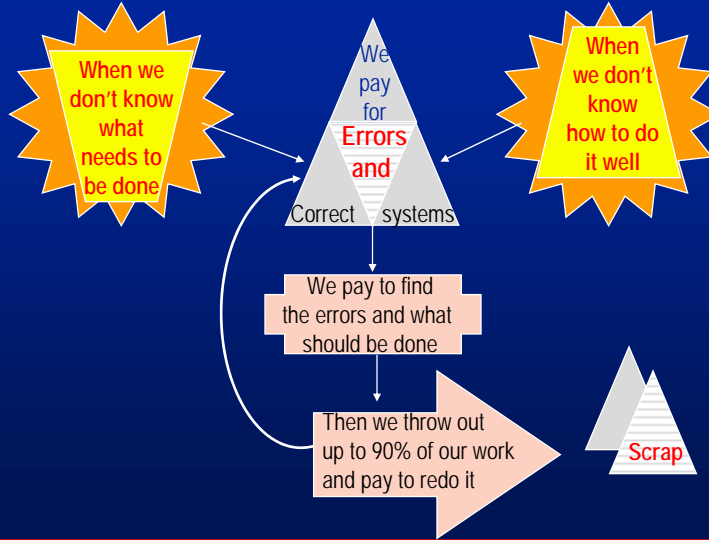 When we
don't know
what
needs to
be done
We
pay
for
Errors
and
Correct systems
When
we don't
know
how to do
it well
We pay to find
the errors and what
should be done
Then we throw out
up to 90% of our work
and pay to redo it
Scrap